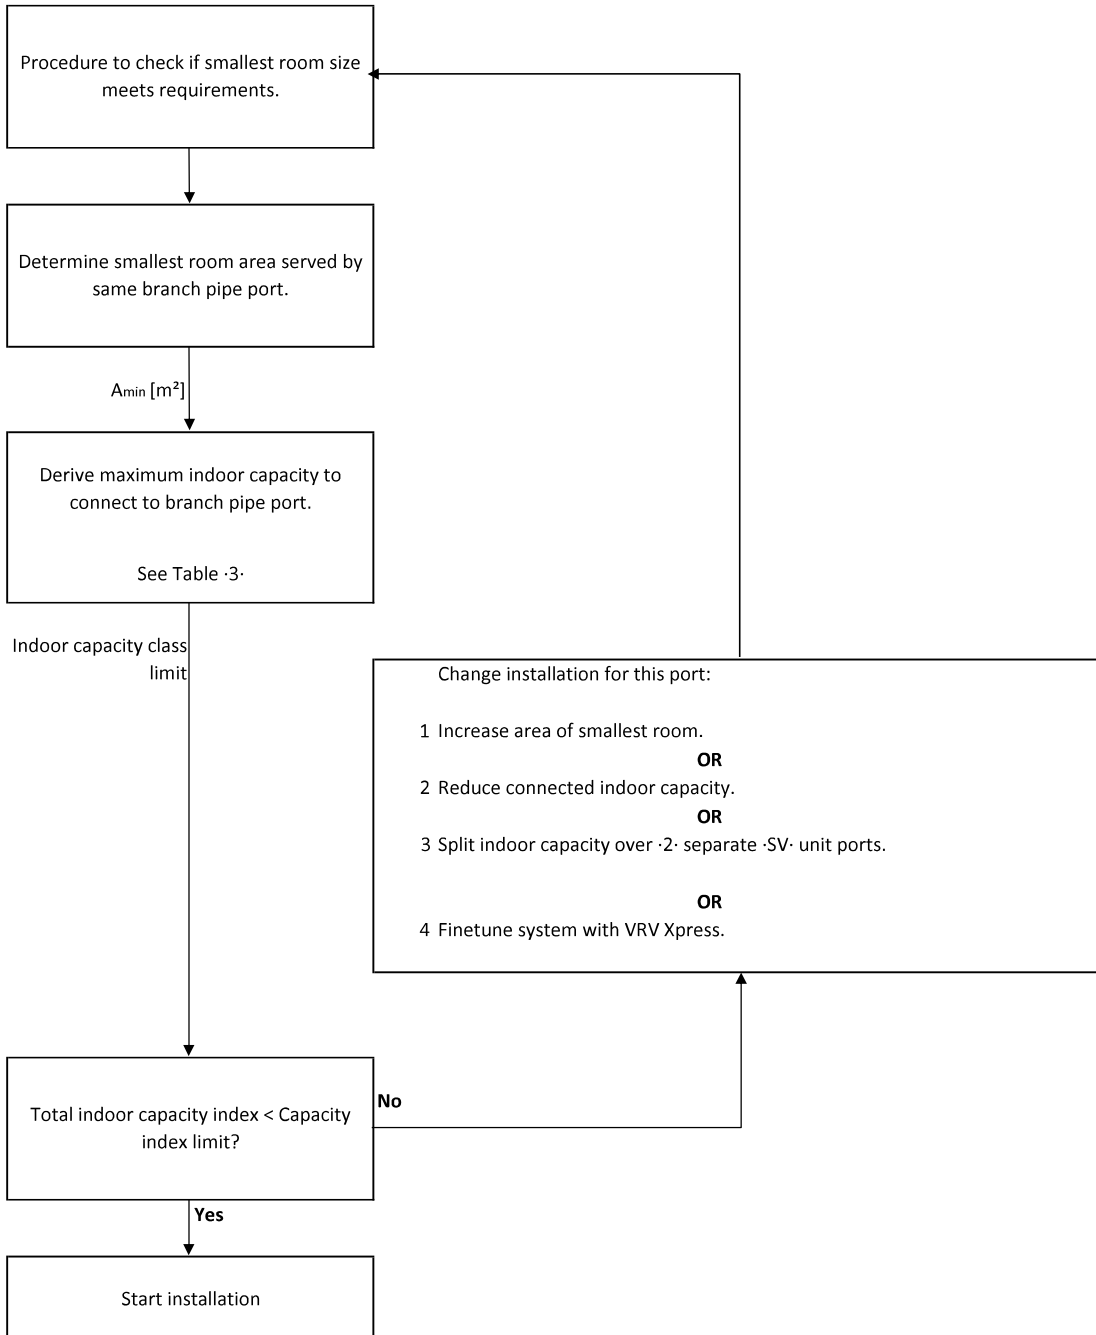 Procedure to check if smallest room size
meets requirements.
Determine smallest room area served by
same branch pipe port.
Amin [m²]
Derive maximum indoor capacity to
connect to branch pipe port.
See Table ·3·
Indoor capacity class
limit
Change installation for this port:
1 Increase area of smallest room.
OR
2 Reduce connected indoor capacity.
OR
3 Split indoor capacity over ·2· separate ·SV· unit ports.
OR
4 Finetune system with VRV Xpress.
Total indoor capacity index < Capacity
index limit?
No
Yes
Start installation